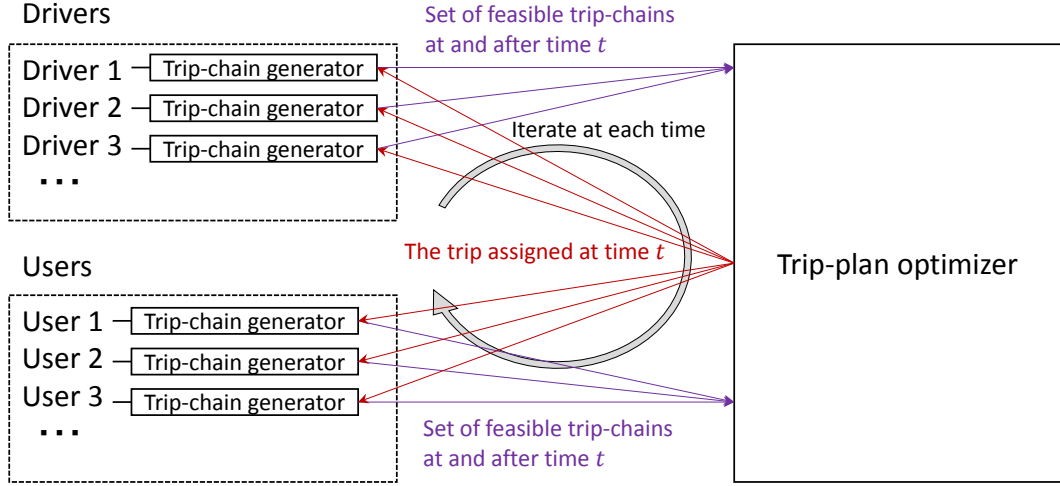 Drivers
Set of feasible trip-chains
at and after time t
Driver 1
Trip-chain generator
Driver 2
Trip-chain generator
Driver 3
Trip-chain generator
...
Iterate at each time
The trip assigned at time t
Trip-plan optimizer
Users
User 1
Trip-chain generator
User 2
Trip-chain generator
User 3
Trip-chain generator
...
Set of feasible trip-chains
at and after time t